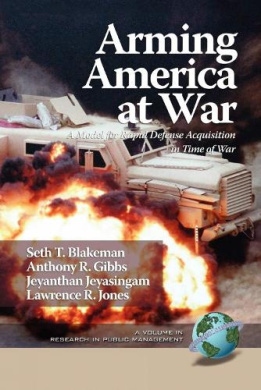 Arming
America
at War
A Model for Rapid Defense Acquisition
in Time of War
Seth T. Blakeman
Anthony R. Gibbs
Jeyanthan Jeyasingam
Lawrence R. Jones
A VOLUME IN
RESEARCH IN PUBLIC MANAGEMENT